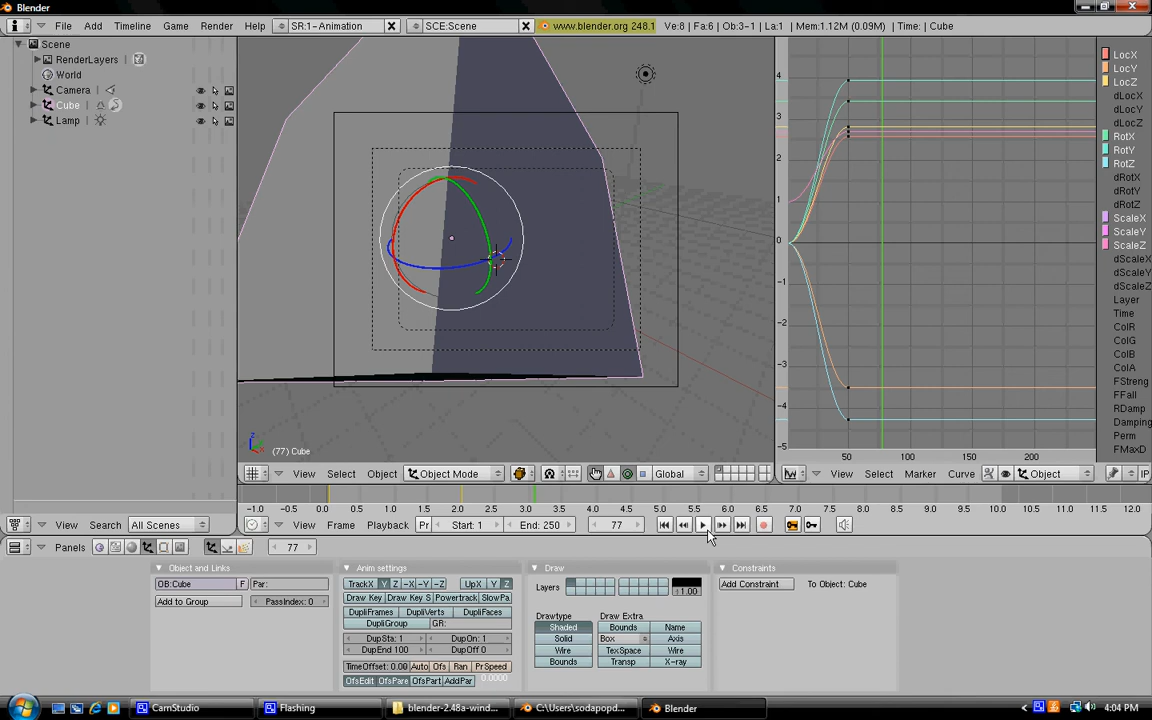 Blender
File Add Timeline Game Render Help SR:1-Animation SCE:Scene www.blender.org 248.1 Ve:8 | Fa:6 | Ob:3-1 | La:1 | Mem:1.12M (0.09M) | Time: | Cube
Scene
RenderLayers
World
Camera
Cube
Lamp
(77) Cube
4
3
2
1
0
-1
-2
-3
-4
-5
50 100 150 200
LocX
LocY
LocZ
dLocX
dLocY
dLocZ
RotX
RotY
RotZ
dRotX
dRotY
dRotZ
ScaleX
ScaleY
ScaleZ
dScaleX
dScaleY
dScaleZ
Layer
Time
ColR
ColG
ColB
ColA
FStreng
FFall
RDamp
Damping
Perm
FMaxD
View Select Object Object Mode Global
View Select Marker Curve Object IP
-1.0 -0.5 0.0 0.5 1.0 1.5 2.0 2.5 3.0 3.5 4.0 4.5 5.0 5.5 6.0 6.5 7.0 7.5 8.0 8.5 9.0 9.5 10.0 10.5 11.0 11.5 12.0
View Search All Scenes
View Frame Playback Pr Start: 1 End: 250 77
Panels 77
Object and Links
OB:Cube F Par:
Add to Group PassIndex: 0
Anim settings
TrackX Y Z -X -Y -Z UpX Y Z
Draw Key Draw Key S Powertrack SlowPa
DupliFrames DupliVerts DupliFaces
DupliGroup GR:
DupSta: 1 DupOn: 1
DupEnd 100 DupOff 0
TimeOffset: 0.00 Auto Ofs Ran PrSpeed
OfsEdit OfsPare OfsPart AddPar 0.0000
Draw
Layers 1.00
Drawtype Draw Extra
Shaded Bounds Name
Solid Box Axis
Wire TexSpace Wire
Bounds Transp X-ray
Constraints
Add Constraint To Object: Cube
CamStudio Flashing blender-2.48a-wind... C:\Users\sodapopd... Blender 4:04 PM